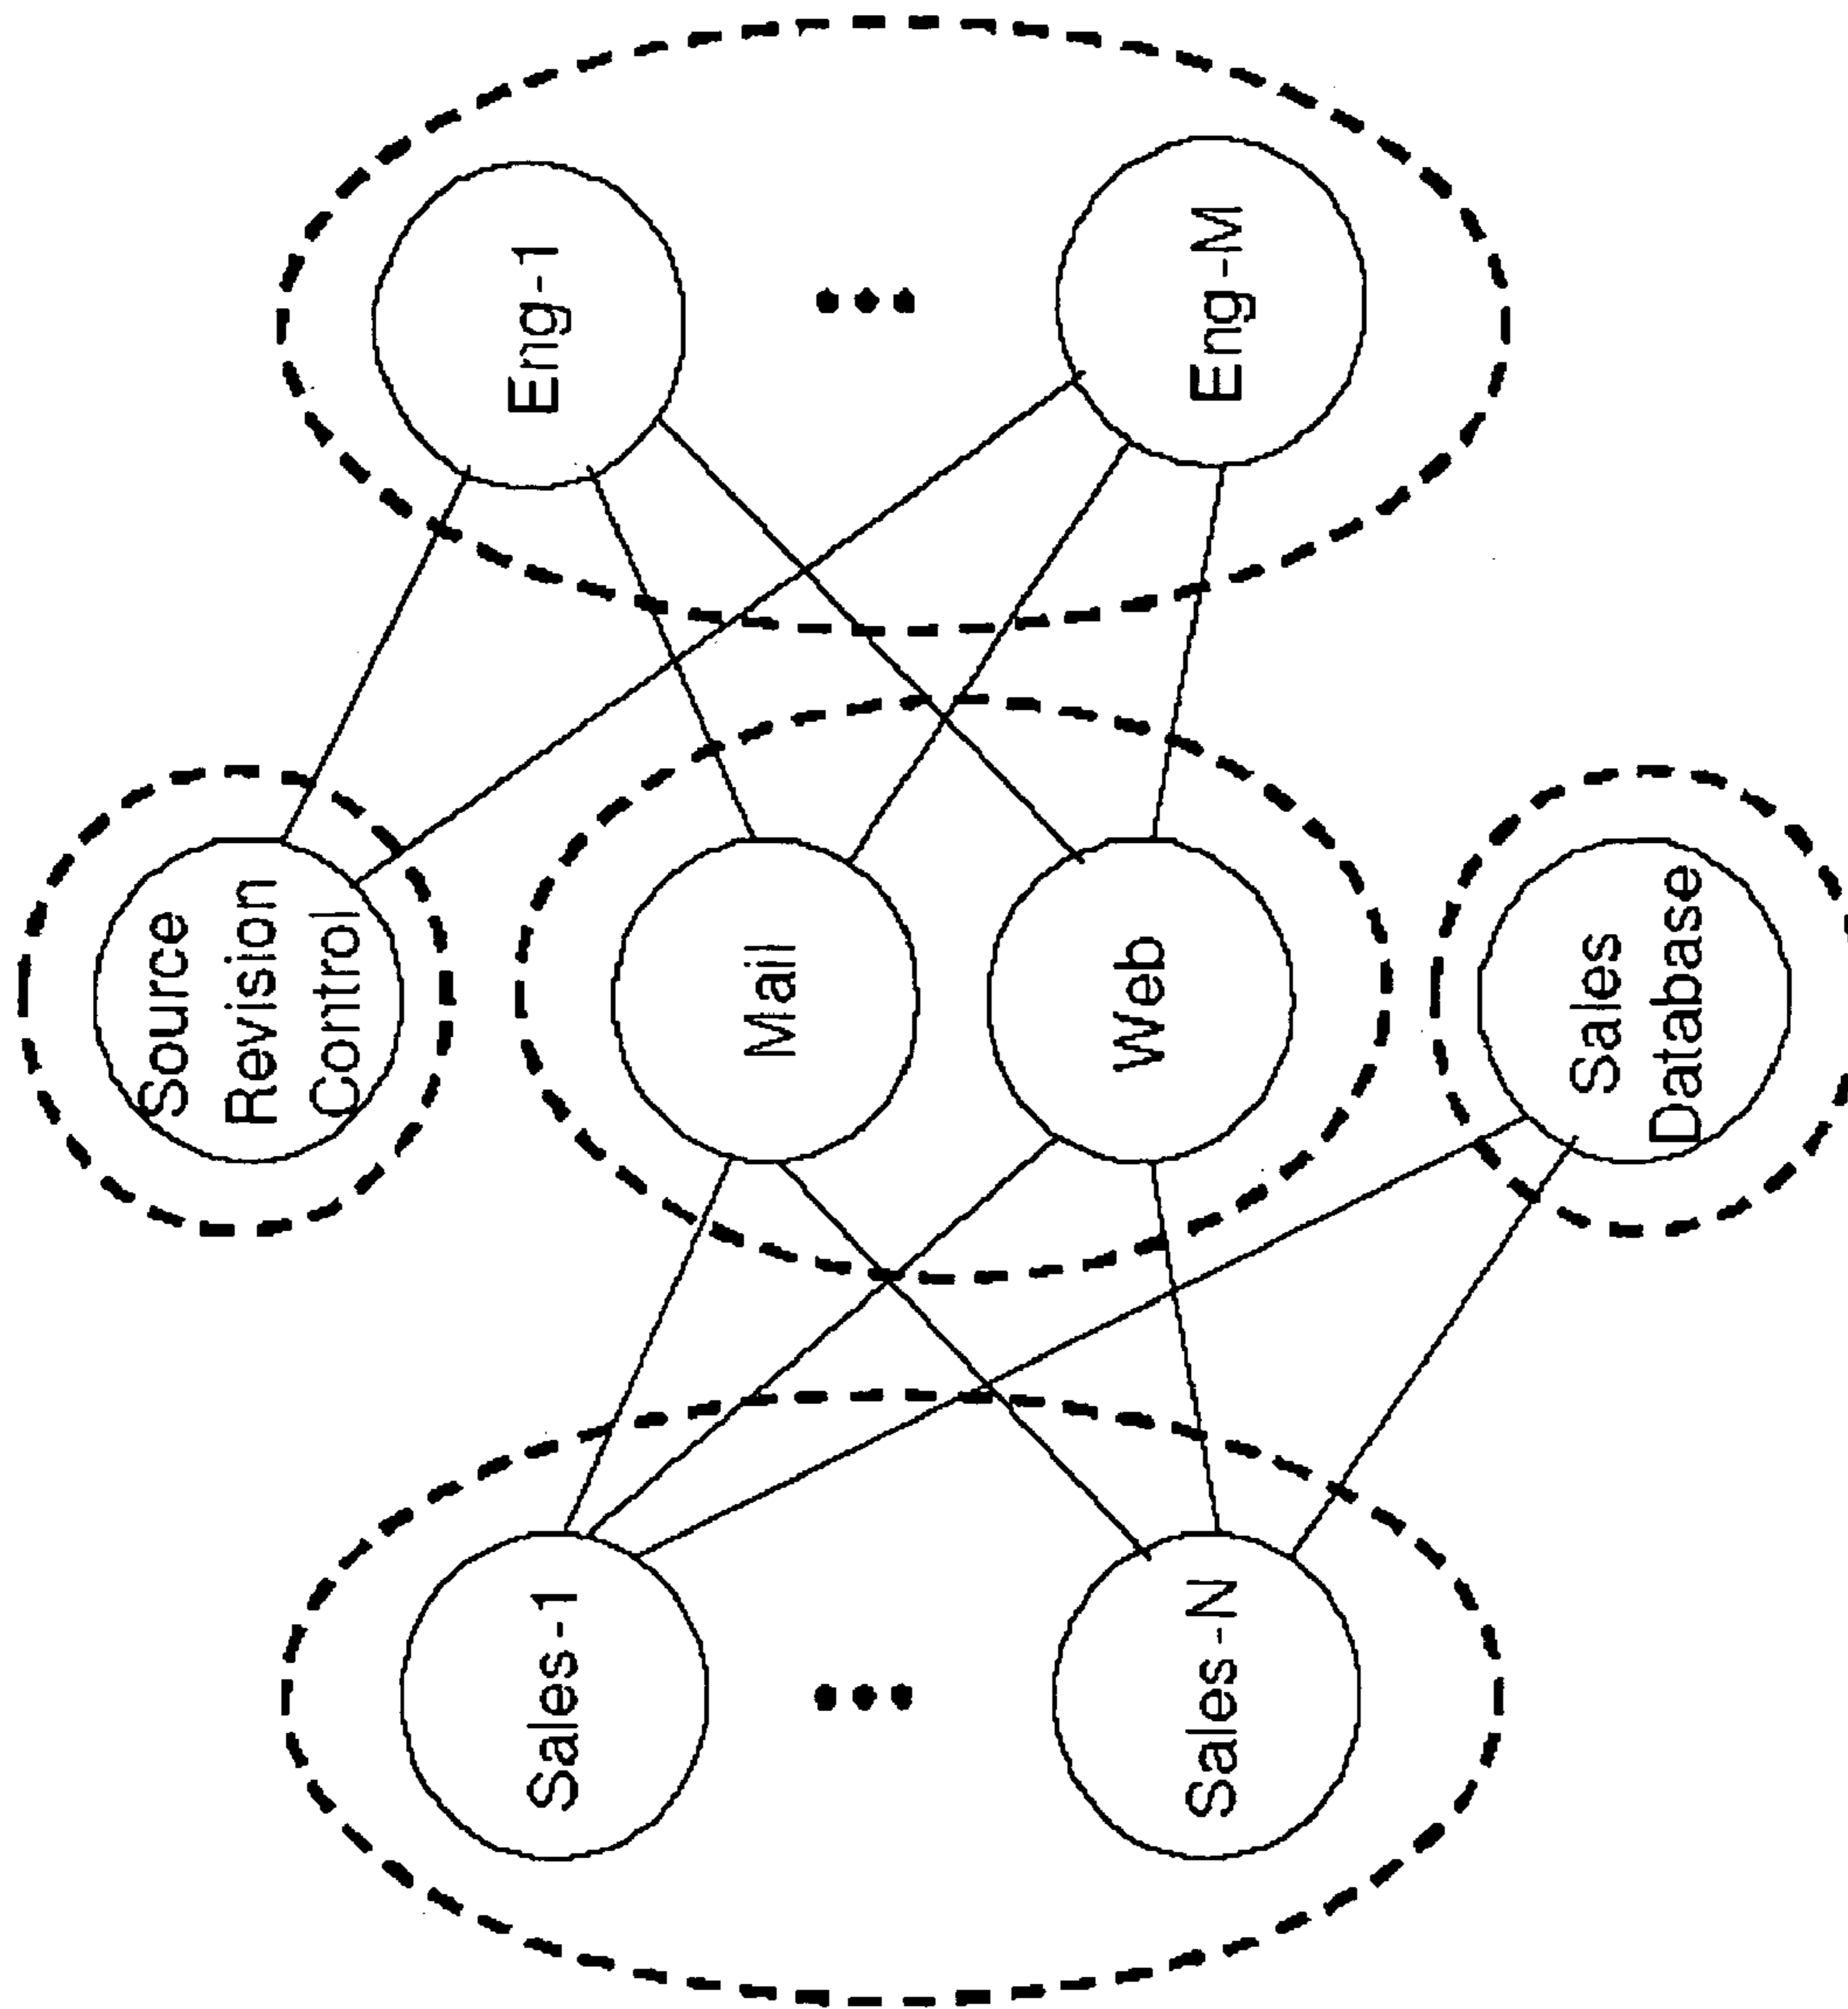 Eng-1
Eng-M
Source
Revision
Control
Mail
Web
Sales
Database
Sales-1
Sales-N